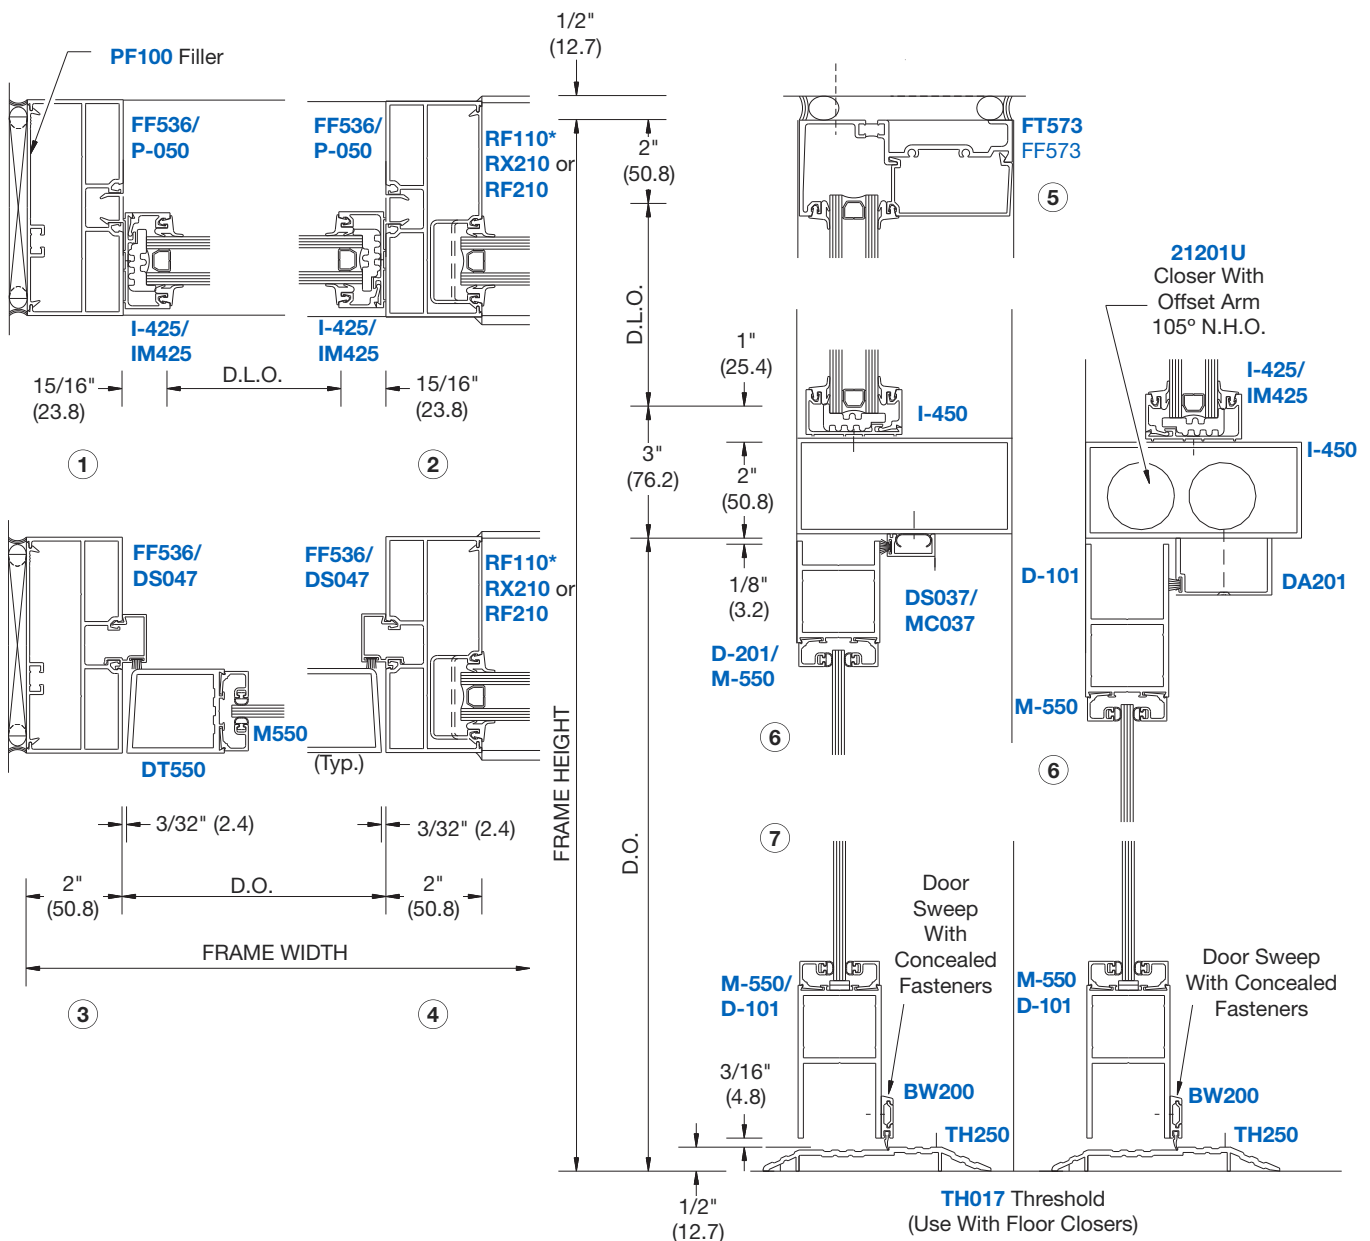 1/2"
(12.7)
PF100 Filler
FF536/
P-050
FF536/
P-050
RF110*
RX210 or
RF210
2"
(50.8)
FT573
FF573
5
21201U
Closer With
Offset Arm
105° N.H.O.
D.L.O.
I-425/
IM425
I-425/
IM425
15/16"
(23.8)
D.L.O.
15/16"
(23.8)
1"
(25.4)
I-450
I-425/
IM425
I-450
1
2
3"
(76.2)
2"
(50.8)
FF536/
DS047
FF536/
DS047
RF110*
RX210 or
RF210
1/8"
(3.2)
DS037/
MC037
D-101
DA201
D-201/
M-550
M-550
M550
DT550
(Typ.)
6
6
3/32" (2.4)
3/32" (2.4)
7
FRAME HEIGHT
D.O.
2"
(50.8)
D.O.
2"
(50.8)
FRAME WIDTH
3
4
Door
Sweep
With
Concealed
Fasteners
Door Sweep
With Concealed
Fasteners
M-550/
D-101
M-550
D-101
3/16"
(4.8)
BW200
BW200
TH250
TH250
1/2"
(12.7)
TH017 Threshold
(Use With Floor Closers)